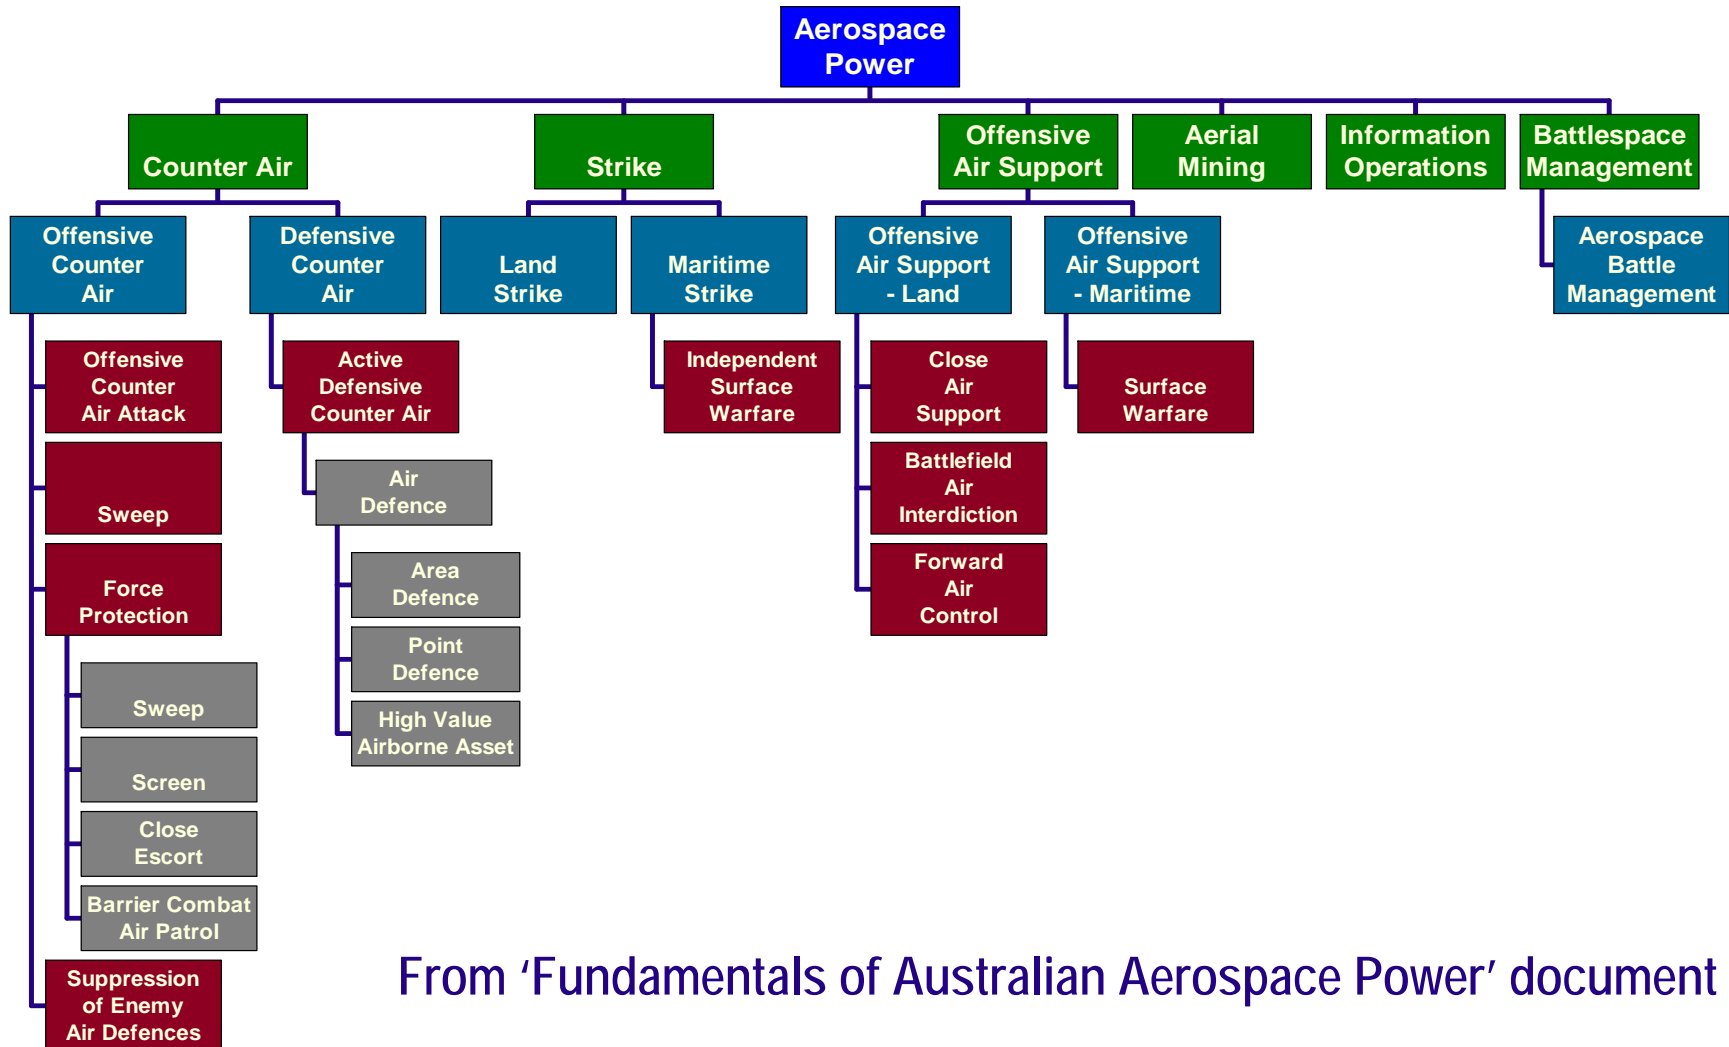 Aerospace
Power
Counter Air
Strike
Offensive
Air Support
Aerial
Mining
Information
Operations
Battlespace
Management
Offensive
Counter
Air
Defensive
Counter
Air
Land
Strike
Maritime
Strike
Offensive
Air Support
- Land
Offensive
Air Support
- Maritime
Aerospace
Battle
Management
Offensive
Counter
Air Attack
Active
Defensive
Counter Air
Independent
Surface
Warfare
Close
Air
Support
Surface
Warfare
Sweep
Air
Defence
Battlefield
Air
Interdiction
Force
Protection
Area
Defence
Forward
Air
Control
Point
Defence
Sweep
High Value
Airborne Asset
Screen
Close
Escort
Barrier Combat
Air Patrol
Suppression
of Enemy
Air Defences
From ‘Fundamentals of Australian Aerospace Power’ document